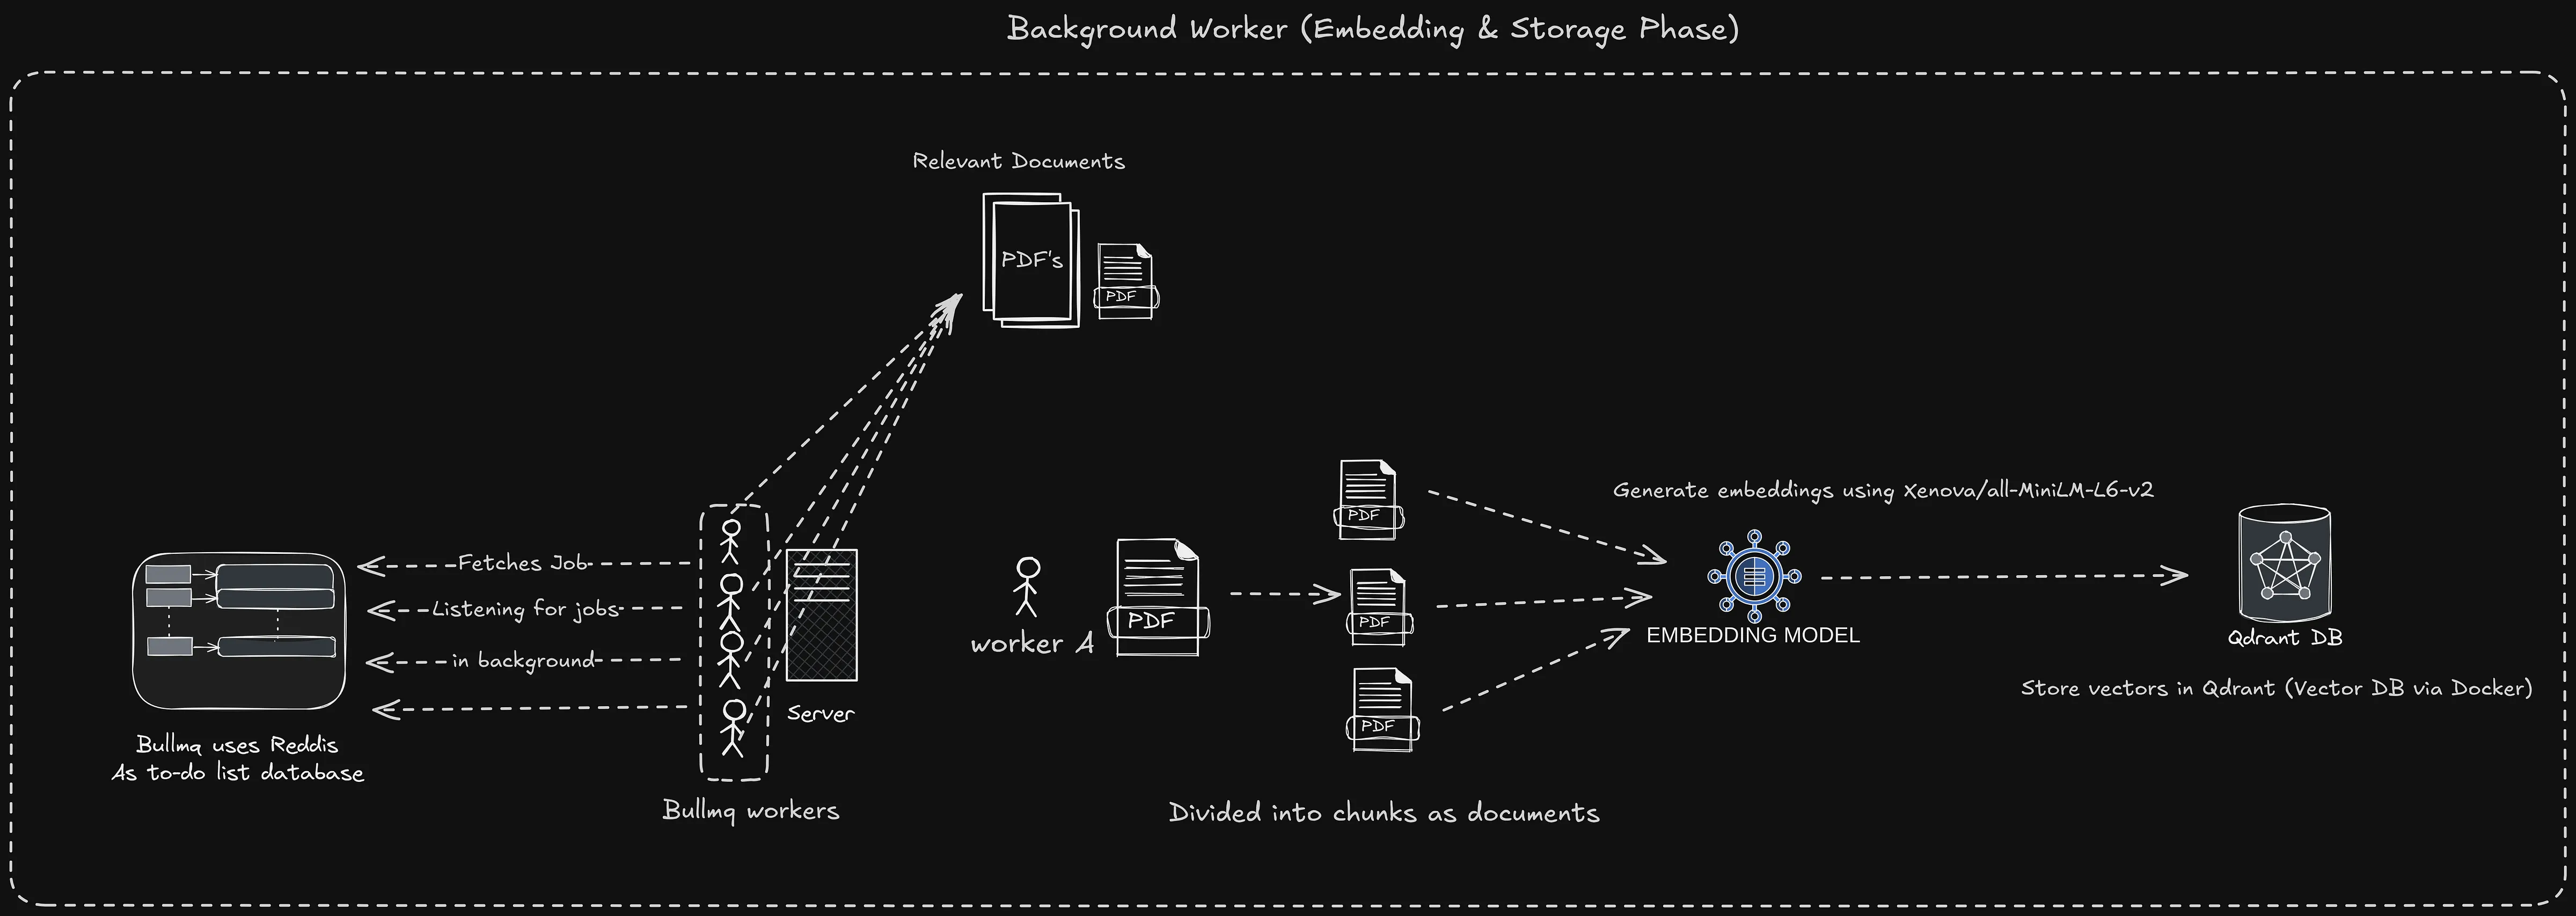 Background Worker (Embedding & Storage Phase)
Relevant Documents
PDF's
PDF
Fetches Job
Listening for jobs
in background
Bullmq uses Reddis
As to-do list database
Server
Bullmq workers
worker A
PDF
PDF
PDF
PDF
Divided into chunks as documents
Generate embeddings using Xenova/all-MiniLM-L6-v2
EMBEDDING MODEL
Qdrant DB
Store vectors in Qdrant (Vector DB via Docker)